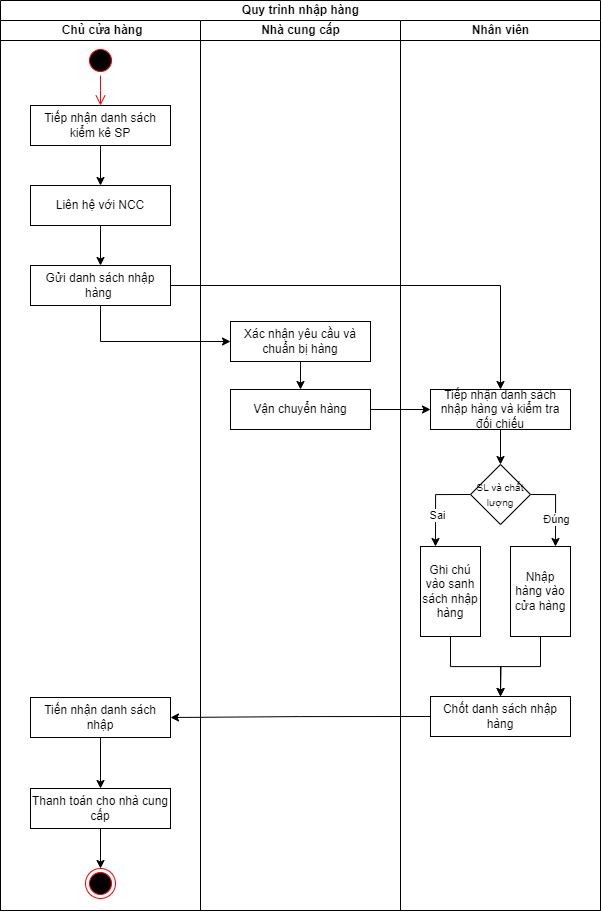 Quy trình nhập hàng
Chủ cửa hàng
Nhà cung cấp
Nhân viên
Tiếp nhận danh sách
kiểm kê SP
Liên hệ với NCC
Gửi danh sách nhập
hàng
Xác nhận yêu cầu và
chuẩn bị hàng
Vận chuyển hàng
Tiếp nhận danh sách
nhập hàng và kiểm tra
đối chiếu
SL và chất
lượng
Sai
Đúng
Ghi chú
vào sanh
sách nhập
hàng
Nhập
hàng vào
cửa hàng
Chốt danh sách nhập
hàng
Tiến nhận danh sách
nhập
Thanh toán cho nhà cung
cấp